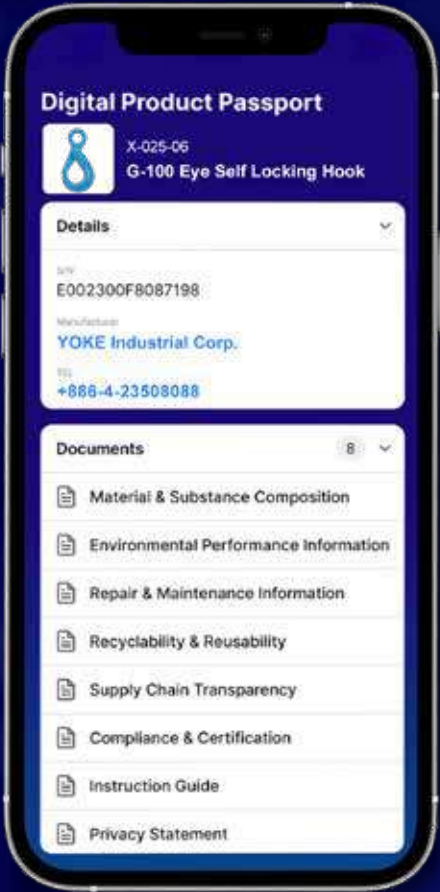 Digital Product Passport
X-025-06
G-100 Eye Self Locking Hook
Details
S/N
E002300F8087198
Manufacturer
YOKE Industrial Corp.
TEL
+886-4-23508088
Documents 8
Material & Substance Composition
Environmental Performance Information
Repair & Maintenance Information
Recyclability & Reusability
Supply Chain Transparency
Compliance & Certification
Instruction Guide
Privacy Statement